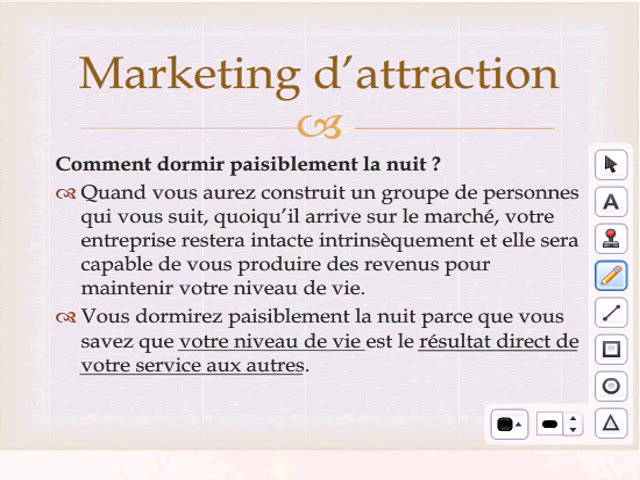 Marketing d’attraction
Comment dormir paisiblement la nuit ?
Quand vous aurez construit un groupe de personnes
qui vous suit, quoiqu’il arrive sur le marché, votre
entreprise restera intacte intrinsèquement et elle sera
capable de vous produire des revenus pour
maintenir votre niveau de vie.
Vous dormirez paisiblement la nuit parce que vous
savez que votre niveau de vie est le résultat direct de
votre service aux autres.
A